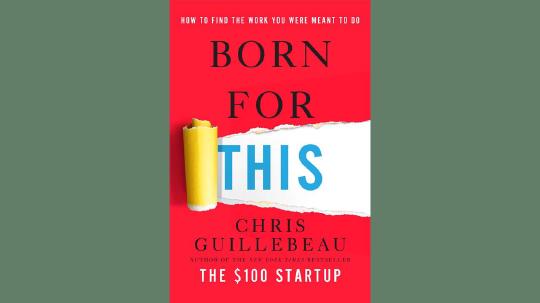 HOW TO FIND THE WORK YOU WERE MEANT TO DO
BORN
FOR
THIS
CHRIS
GUILLEBEAU
AUTHOR OF THE NEW YORK TIMES BESTSELLER
THE $100 STARTUP